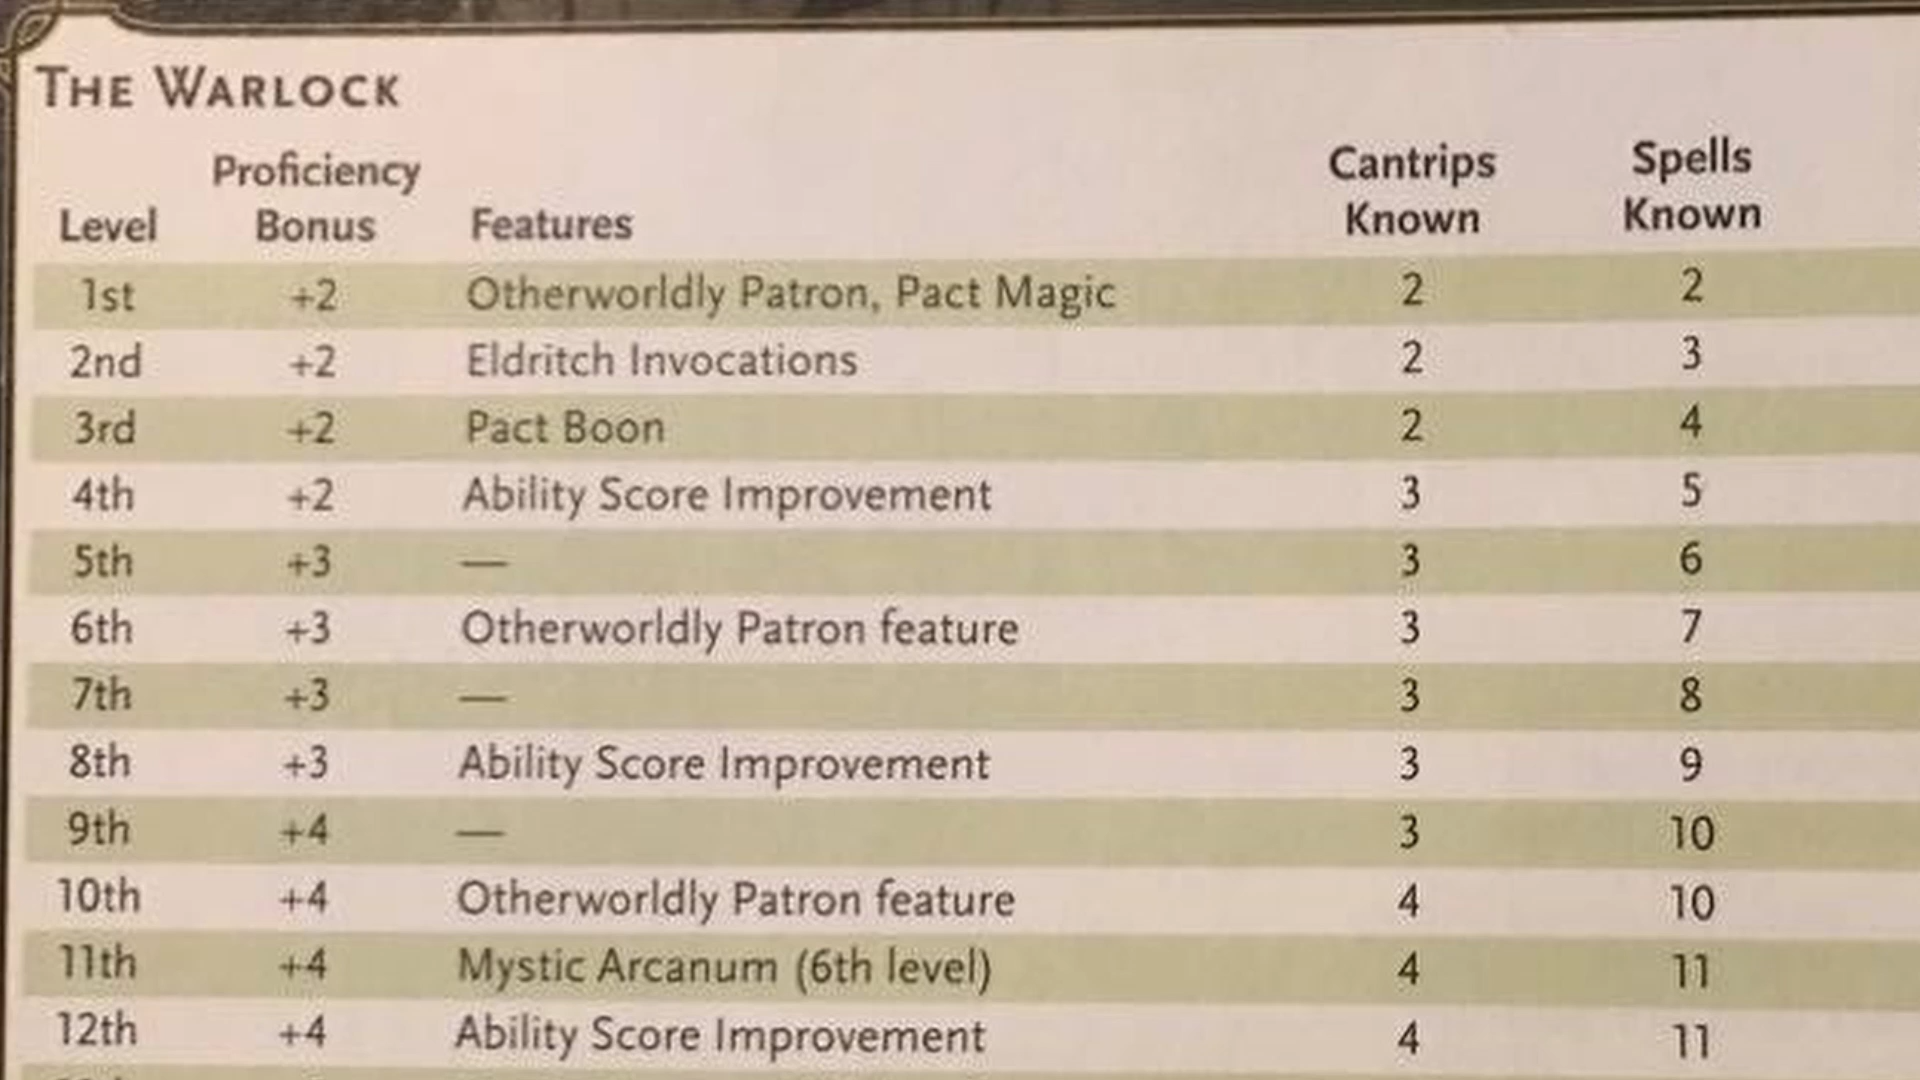 THE WARLOCK
Proficiency Cantrips Spells
Level Bonus Features Known Known
1st +2 Otherworldly Patron, Pact Magic 2 2
2nd +2 Eldritch Invocations 2 3
3rd +2 Pact Boon 2 4
4th +2 Ability Score Improvement 3 5
5th +3 — 3 6
6th +3 Otherworldly Patron feature 3 7
7th +3 — 3 8
8th +3 Ability Score Improvement 3 9
9th +4 — 3 10
10th +4 Otherworldly Patron feature 4 10
11th +4 Mystic Arcanum (6th level) 4 11
12th +4 Ability Score Improvement 4 11